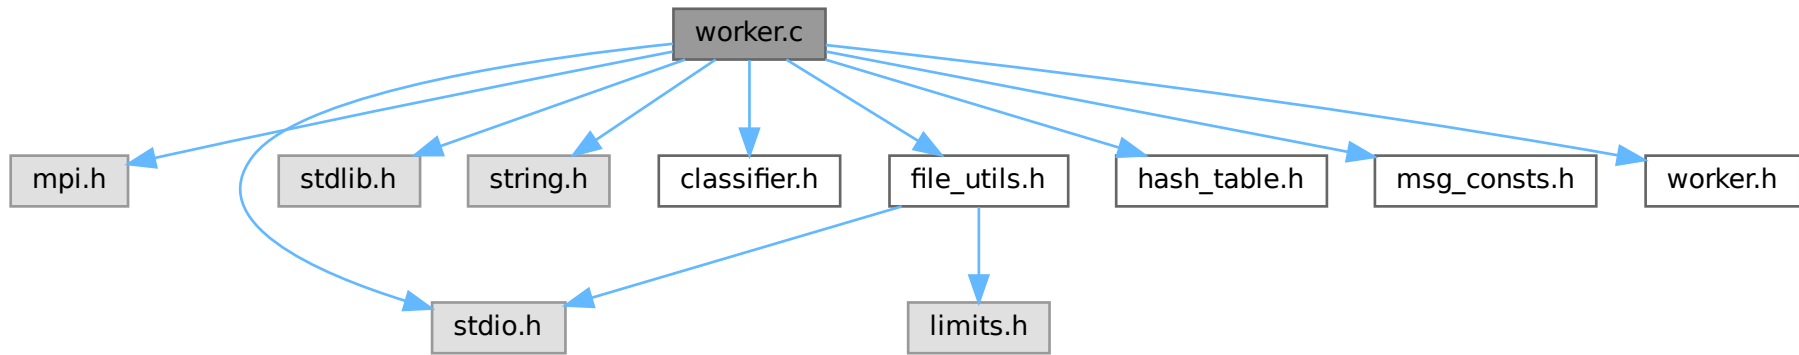 worker.c
mpi.h
stdlib.h
string.h
classifier.h
file_utils.h
hash_table.h
msg_consts.h
worker.h
stdio.h
limits.h